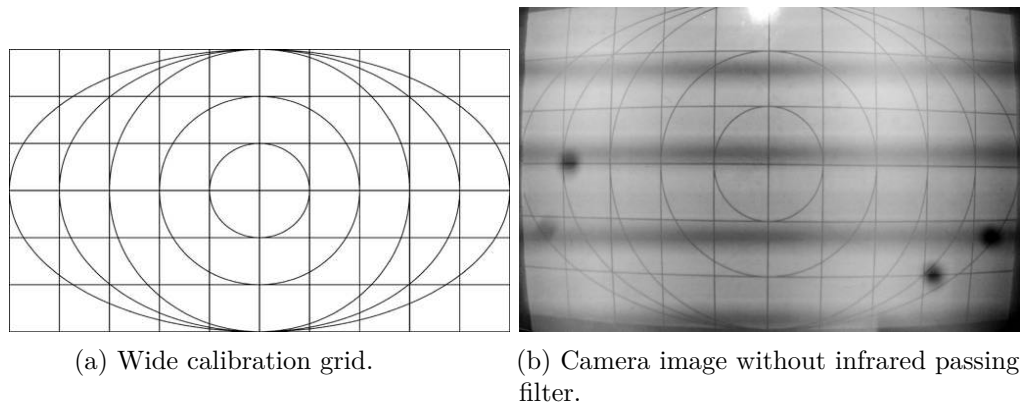 (a) Wide calibration grid.
(b) Camera image without infrared passing
filter.